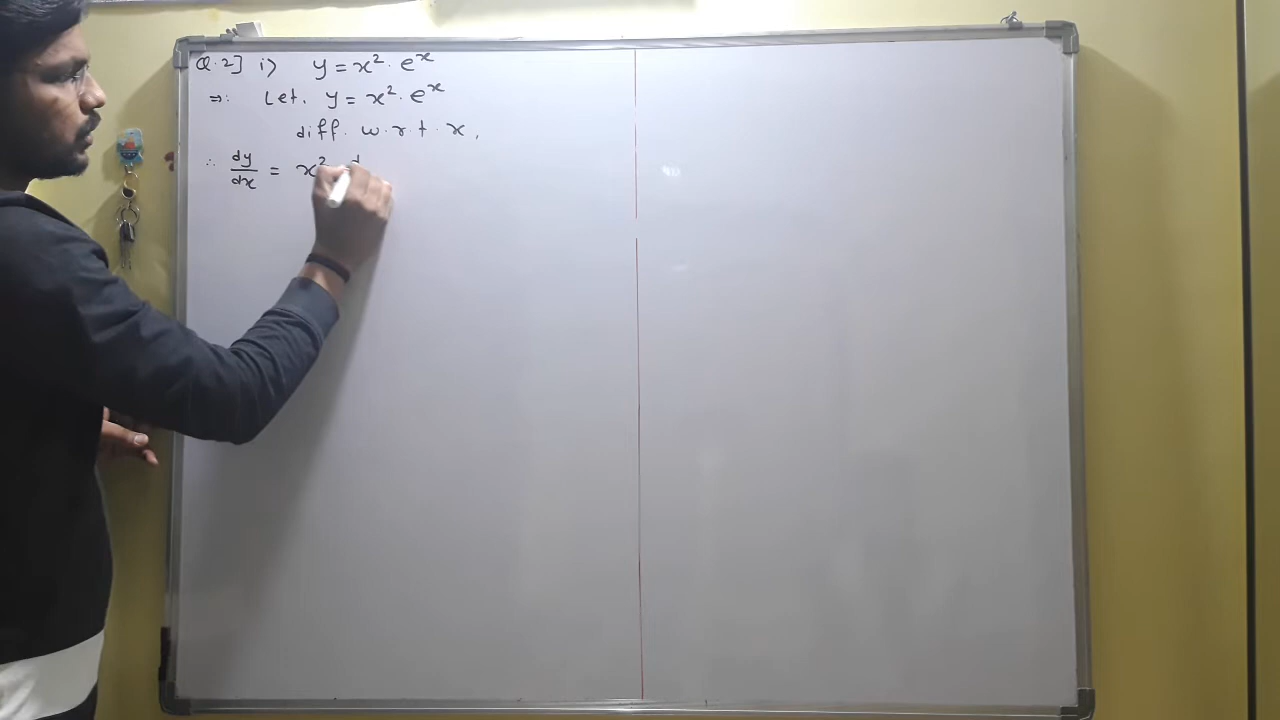 Q.2] i) y = x². eˣ
⇒: Let. y = x². eˣ
diff. w.r.t. x,
∴ dy/dx = x² d